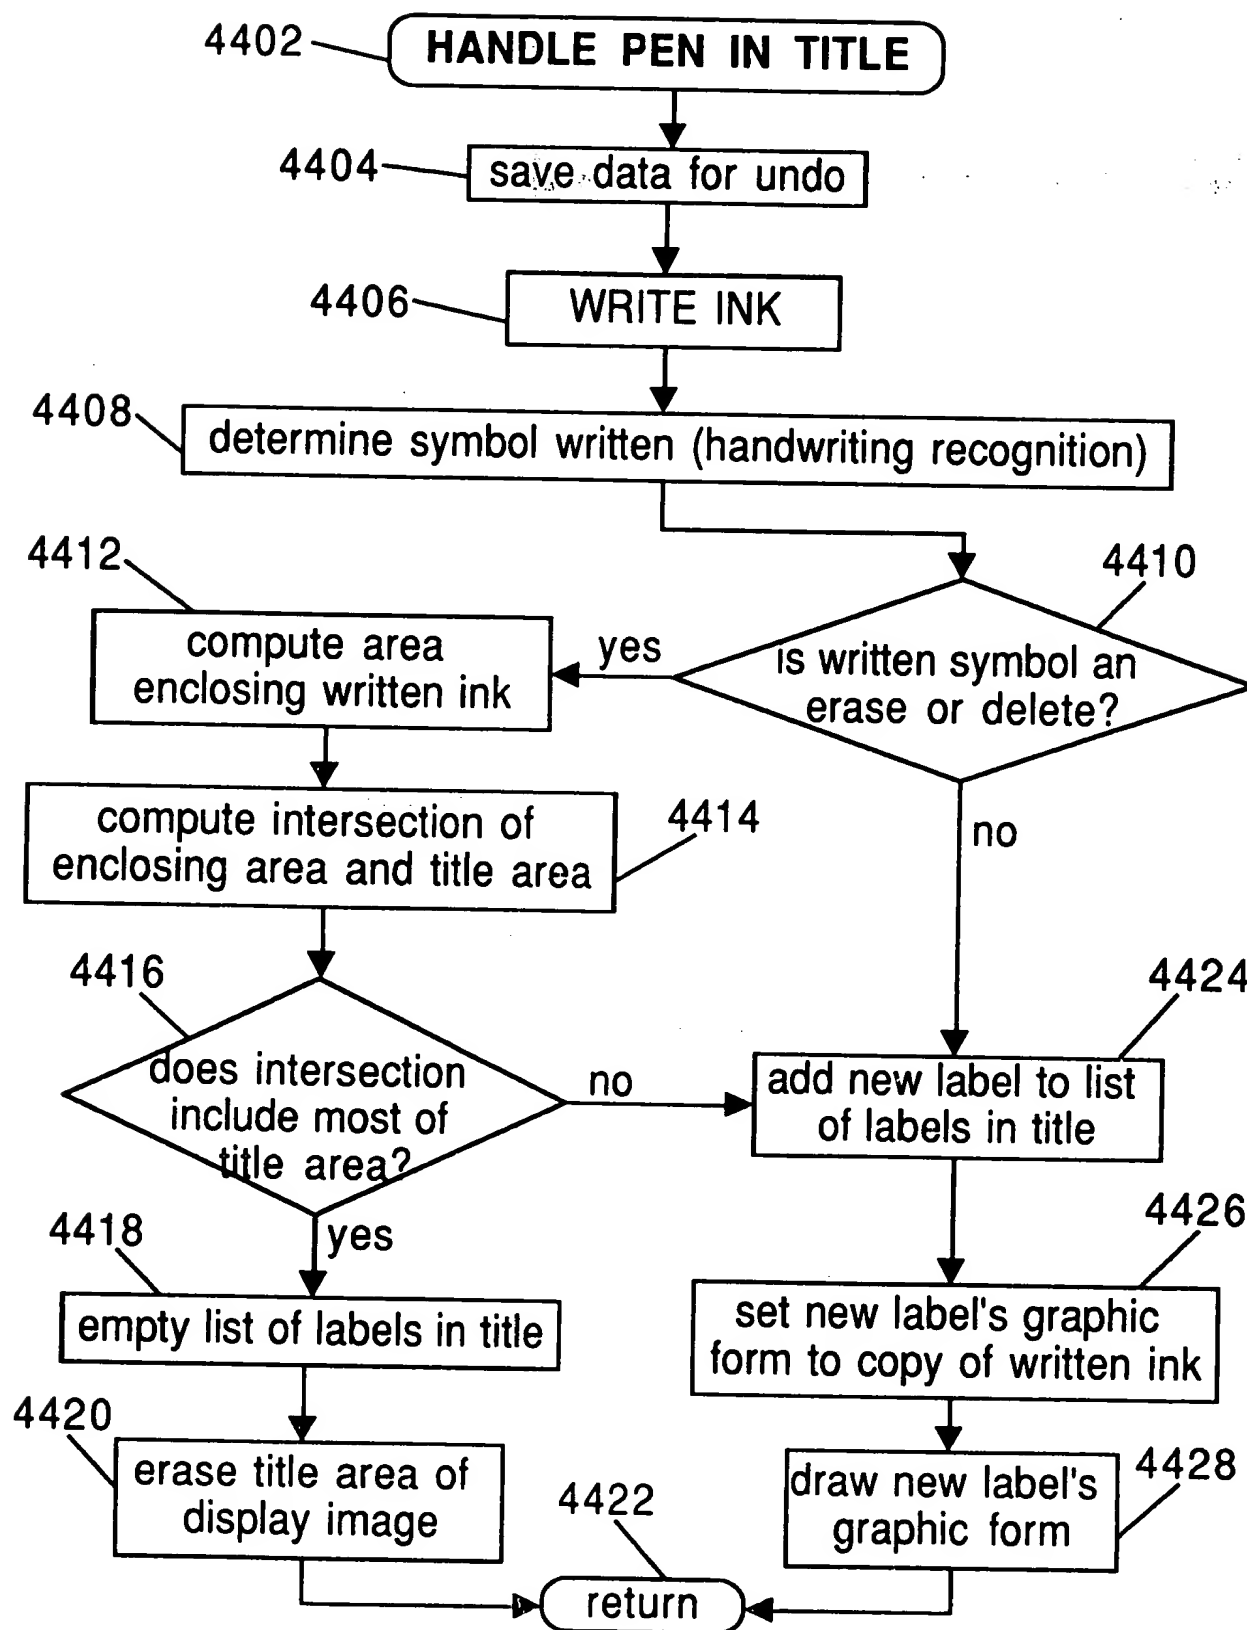 4402
HANDLE PEN IN TITLE
4404
save data for undo
4406
WRITE INK
4408
determine symbol written (handwriting recognition)
4410
is written symbol an
erase or delete?
yes
no
4412
compute area
enclosing written ink
4414
compute intersection of
enclosing area and title area
4416
does intersection
include most of
title area?
no
yes
4418
empty list of labels in title
4420
erase title area of
display image
4422
return
4424
add new label to list
of labels in title
4426
set new label's graphic
form to copy of written ink
4428
draw new label's
graphic form